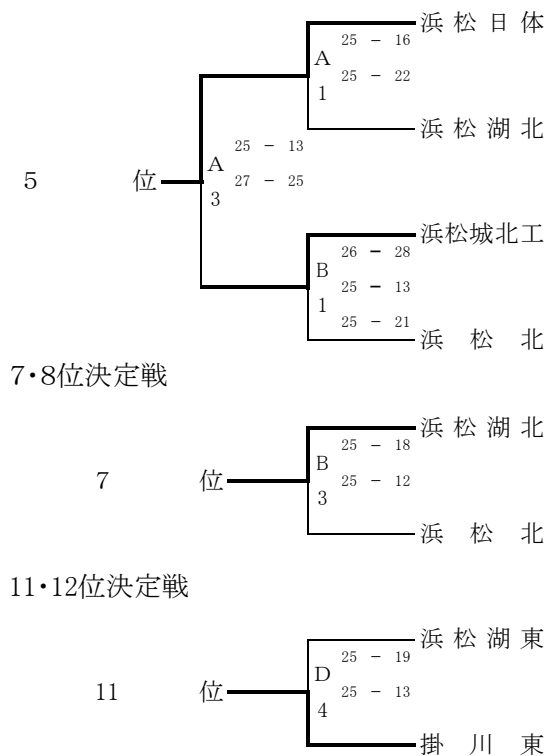 浜松日体
25 － 16
A
25 － 22
1
浜松湖北
25 － 13
A
5 位
27 － 25
3
浜松城北工
26 － 28
B
25 － 13
1
25 － 21
浜松北
7・8位決定戦
浜松湖北
25 － 18
B
7 位
25 － 12
3
浜松北
11・12位決定戦
浜松湖東
25 － 19
D
11 位
25 － 13
4
掛川東